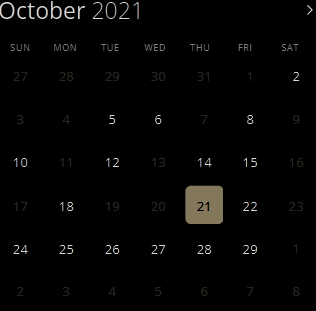 October 2021 >
SUN MON TUE WED THU FRI SAT
27 28 29 30 31 1 2
3 4 5 6 7 8 9
10 11 12 13 14 15 16
17 18 19 20 21 22 23
24 25 26 27 28 29 1
2 3 4 5 6 7 8